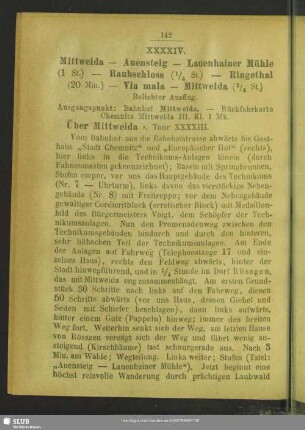 142
XXXXIV.
Mittweida — Auensteig — Lauenhainer Mühle
(1 St.) — Raubschloss (1/4 St.) — Ringethal
(20 Min.) — Via mala — Mittweida (3/4 St.)
Beliebter Ausflug.
Ausgangspunkt: Bahnhof Mittweida. — Rückfahrkarte
Chemnitz Mittweida III. Kl. 1 Mk.
Über Mittweida s. Tour XXXXIII.
Vom Bahnhof aus die Bahnhofstrasse abwärts bis Gast-
haus „Stadt Chemnitz" und „Europäischer Hof" (rechts),
hier links in die Technikums-Anlagen hinein (durch
Fahnenmasten gekennzeichnet); Bassin mit Springbrunnen,
Stufen empor, vor uns das Hauptgebäude des Technikums
(Nr. 7 — Uhrturm), links davon das vierstöckige Neben-
gebäude (Nr. 8) mit Freitreppe; vor dem Nebengebäude
gewaltiger Cordieritblock (erratischer Block) mit Medaillon-
bild des Bürgermeisters Voigt, dem Schöpfer der Tech-
nikumsanlagen. Nun den Promenadenweg zwischen den
Technikumsgebänden hindurch und durch den hinteren,
sehr höheichen Teil der Technikumsanlagen. Am Ende
der Anlagen auf Fahrweg (Telephonstange 17 und ein-
zelnes Haus), rechts den Feldweg abwärts, hinter der
Stadt hinwegführend, und in 1/4 Stunde im Dorf Rössgen,
das mit Mittweida eng zusammenhängt. Am ersten Grund-
stück 30 Schritte nach links auf den Fahrweg, diesen
50 Schritte abwärts (vor uns Haus, dessen Giebel und
Seiten mit Schiefer beschlagen), dann links aufwärts,
hinter einem Gute (Pappeln) hinweg; immer den breiten
Weg fort. Weiterhin senkt sich der Weg, am letzten Hause
von Rössgen vereinigt sich der Weg und führt wenig an-
steigend (Kirschbäume) fast schnurgerade aus. Nach 5
Min. am Walde; Wegteilung. Links weiter; Stufen (Tafel:
„Auensteig — Lauenhainer Mühle"). Jetzt beginnt eine
höchst reizvolle Wanderung durch prächtigen Laubwald
SLUB